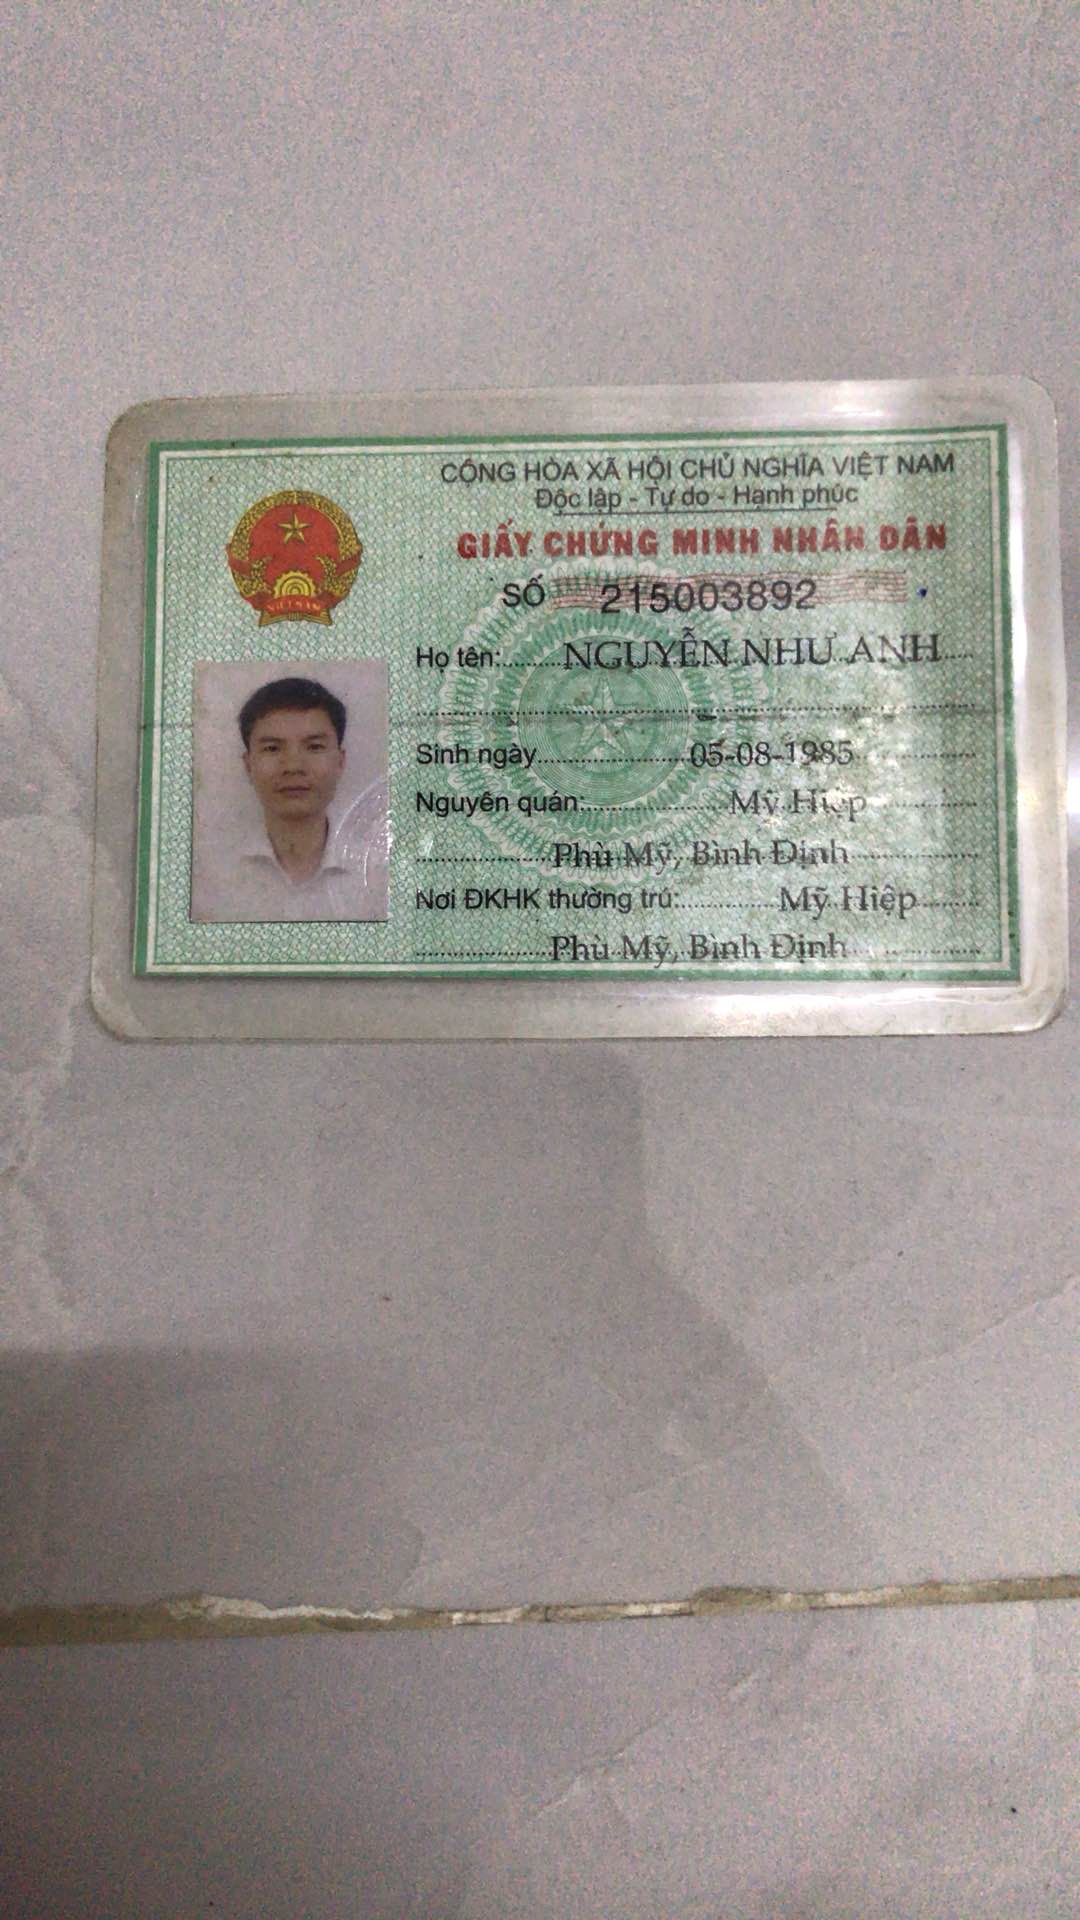 CỘNG HÒA XÃ HỘI CHỦ NGHĨA VIỆT NAM
Độc lập - Tự do - Hạnh phúc
GIẤY CHỨNG MINH NHÂN DÂN
SỐ 215003892
Họ tên: NGUYỄN NHƯ ANH
Sinh ngày 05-08-1985
Nguyên quán: Mỹ Hiệp
Phù Mỹ, Bình Định
Nơi ĐKHK thường trú: Mỹ Hiệp
Phù Mỹ, Bình Định
VIỆT NAM